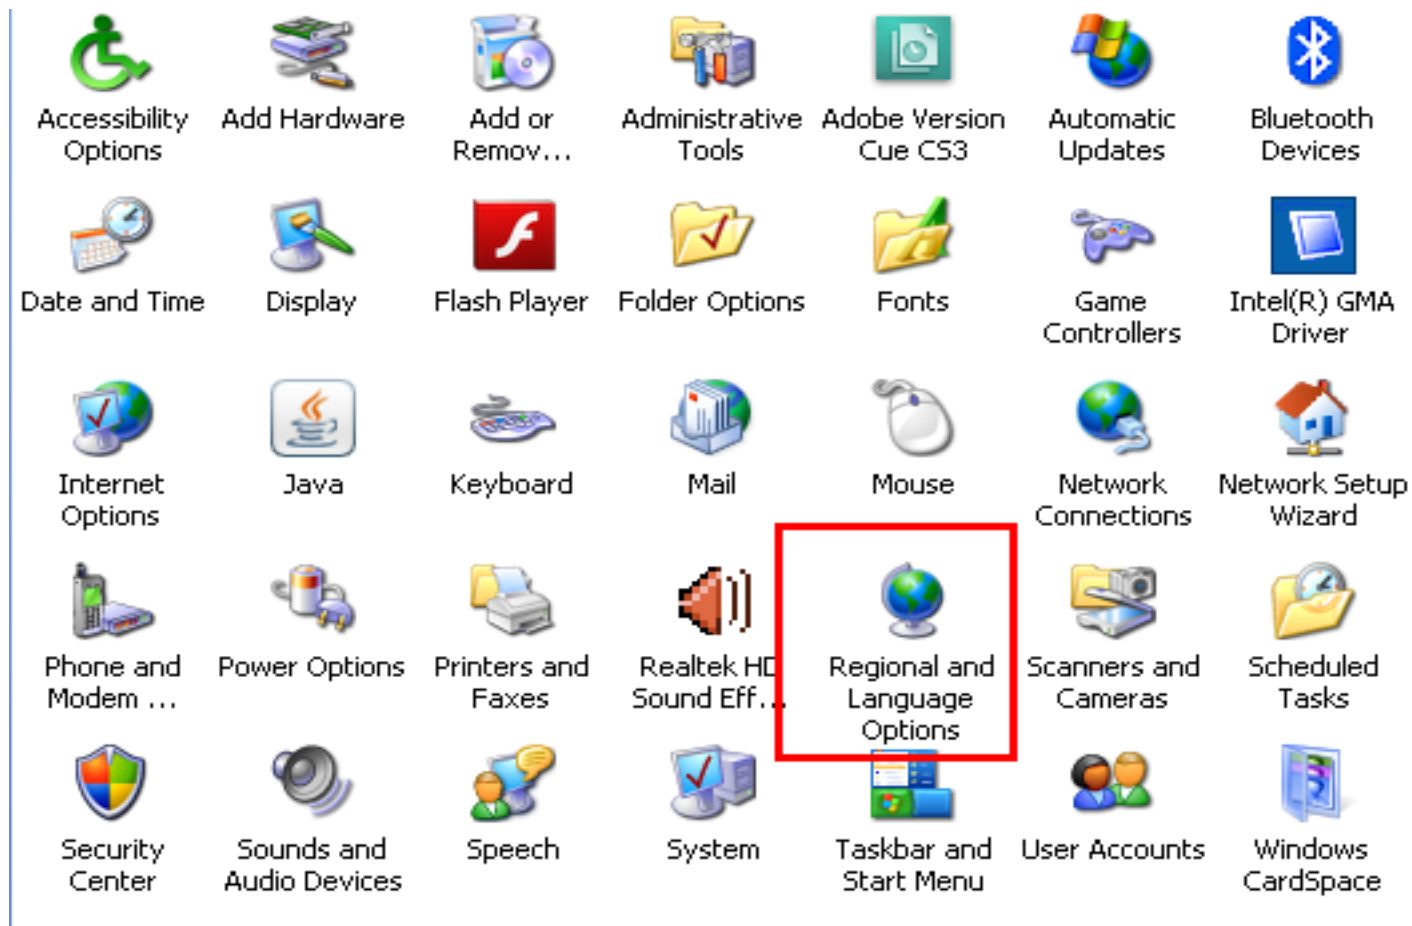 Accessibility Options
Add Hardware
Add or Remov...
Administrative Tools
Adobe Version Cue CS3
Automatic Updates
Bluetooth Devices
Date and Time
Display
Flash Player
Folder Options
Fonts
Game Controllers
Intel(R) GMA Driver
Internet Options
Java
Keyboard
Mail
Mouse
Network Connections
Network Setup Wizard
Phone and Modem ...
Power Options
Printers and Faxes
Realtek HD Sound Eff...
Regional and Language Options
Scanners and Cameras
Scheduled Tasks
Security Center
Sounds and Audio Devices
Speech
System
Taskbar and Start Menu
User Accounts
Windows CardSpace